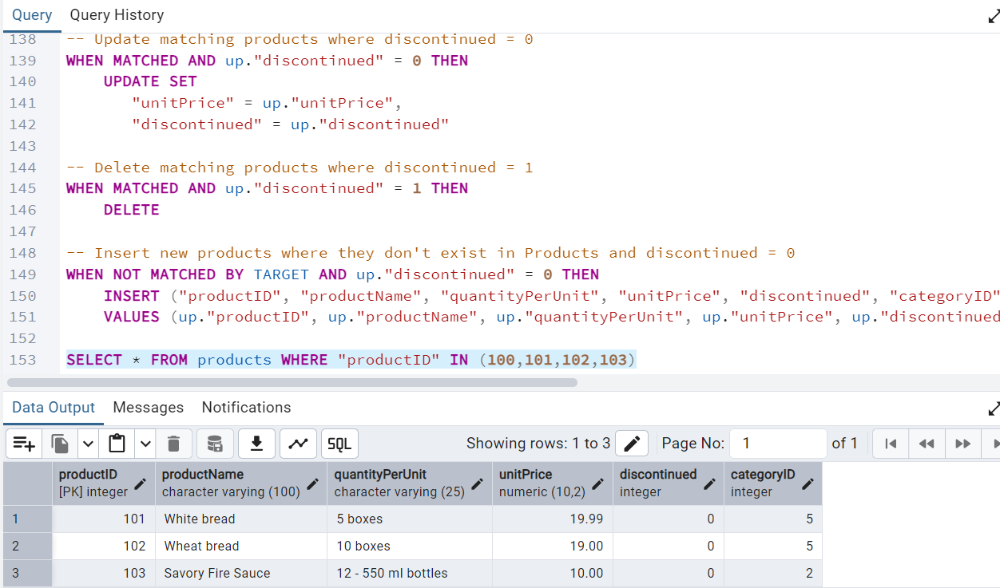 Query Query History
138 -- Update matching products where discontinued = 0
139 WHEN MATCHED AND up."discontinued" = 0 THEN
140 UPDATE SET
141 "unitPrice" = up."unitPrice",
142 "discontinued" = up."discontinued"
143
144 -- Delete matching products where discontinued = 1
145 WHEN MATCHED AND up."discontinued" = 1 THEN
146 DELETE
147
148 -- Insert new products where they don't exist in Products and discontinued = 0
149 WHEN NOT MATCHED BY TARGET AND up."discontinued" = 0 THEN
150 INSERT ("productID", "productName", "quantityPerUnit", "unitPrice", "discontinued", "categoryID"
151 VALUES (up."productID", up."productName", up."quantityPerUnit", up."unitPrice", up."discontinued
152
153 SELECT * FROM products WHERE "productID" IN (100,101,102,103)
Data Output Messages Notifications
SQL Showing rows: 1 to 3 Page No: 1 of 1
productID productName quantityPerUnit unitPrice discontinued categoryID
[PK] integer character varying (100) character varying (25) numeric (10,2) integer integer
1 101 White bread 5 boxes 19.99 0 5
2 102 Wheat bread 10 boxes 19.00 0 5
3 103 Savory Fire Sauce 12 - 550 ml bottles 10.00 0 2